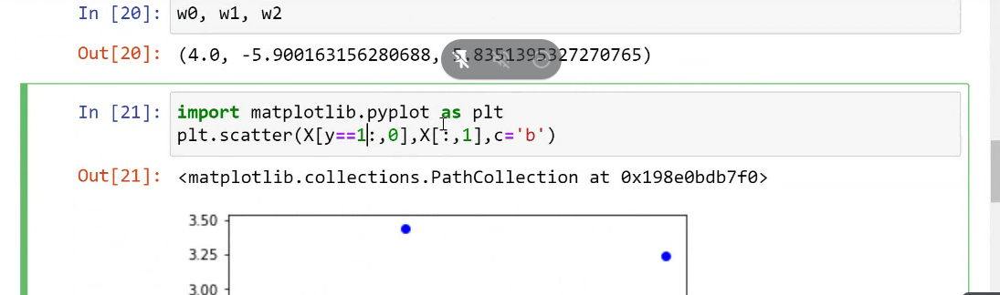 In [20]: w0, w1, w2
Out[20]: (4.0, -5.900163156280688, 5.8351395327270765)
In [21]: import matplotlib.pyplot as plt
plt.scatter(X[y==1:,0],X[:,1],c='b')
Out[21]: <matplotlib.collections.PathCollection at 0x198e0bdb7f0>
3.50
3.25
3.00